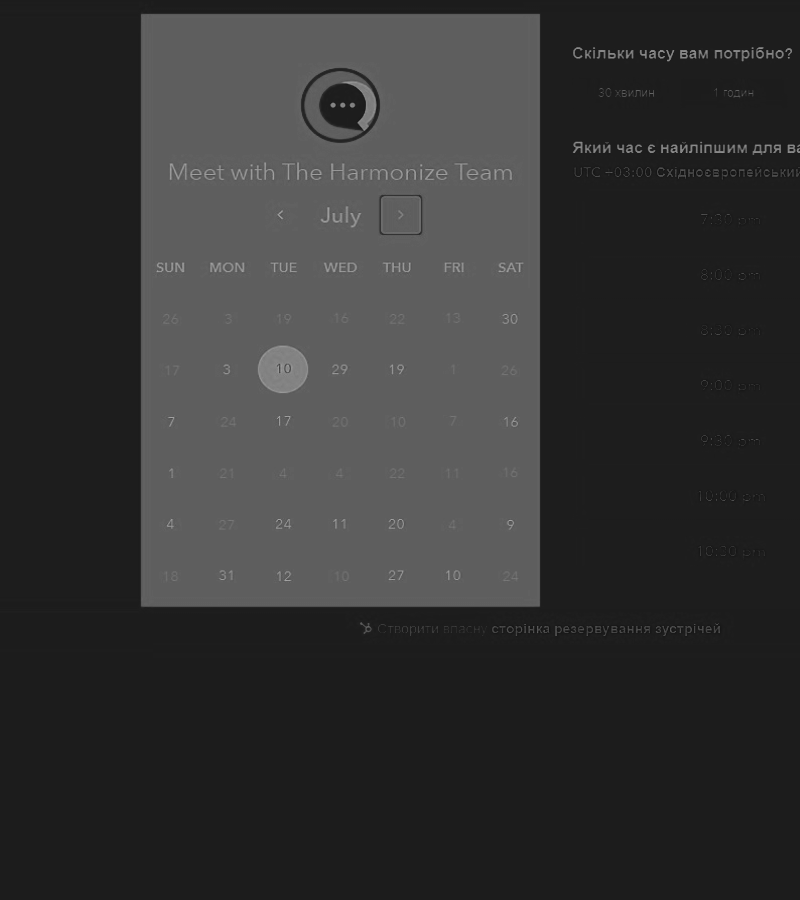 Meet with The Harmonize Team
July
SUN MON TUE WED THU FRI SAT
26 3 19 16 22 13 30
17 3 10 29 19 1 26
7 24 17 20 10 7 16
1 21 4 4 22 11 16
4 27 24 11 20 4 9
18 31 12 10 27 10 24
Скільки часу вам потрібно?
30 хвилин 1 годин
Який час є найліпшим для ва
UTC +03:00 Східноєвропейський
7:30 pm
8:00 pm
8:30 pm
9:00 pm
9:30 pm
10:00 pm
10:30 pm
Створити власну сторінка резервування зустрічей